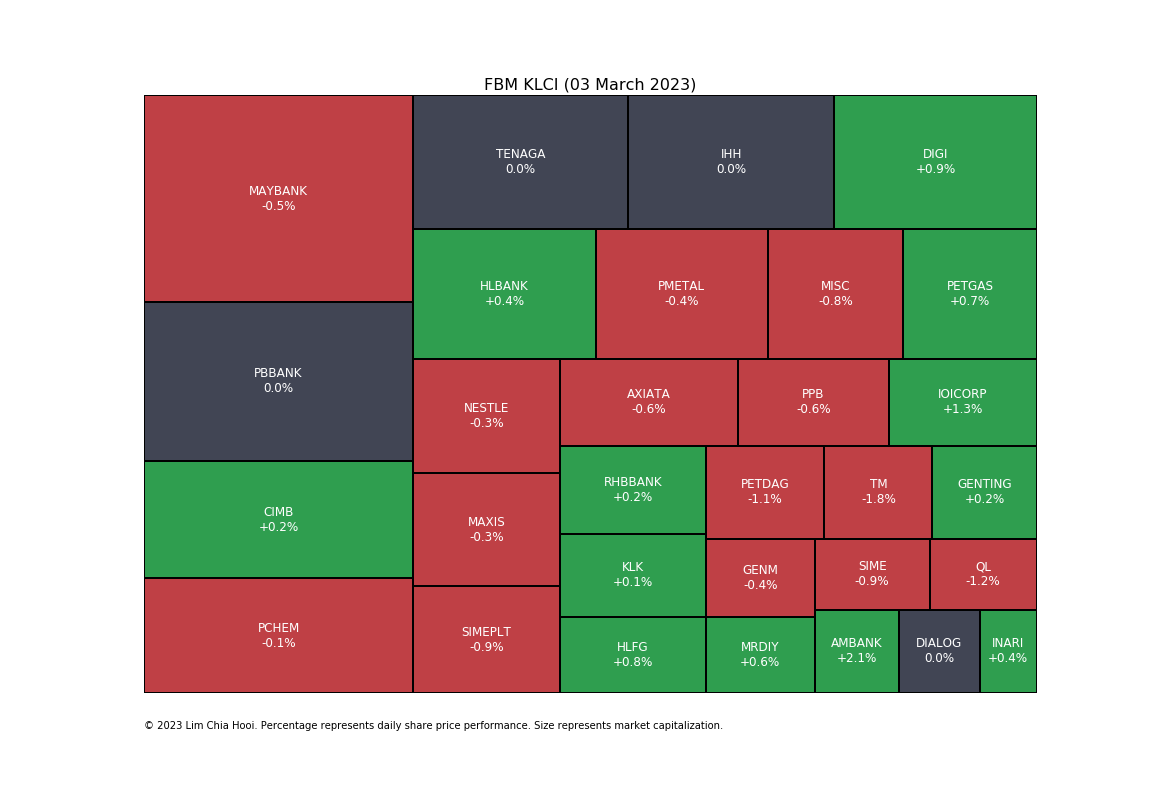 FBM KLCI (03 March 2023)
MAYBANK
-0.5%
PBBANK
0.0%
CIMB
+0.2%
PCHEM
-0.1%
TENAGA
0.0%
IHH
0.0%
DIGI
+0.9%
HLBANK
+0.4%
PMETAL
-0.4%
MISC
-0.8%
PETGAS
+0.7%
NESTLE
-0.3%
MAXIS
-0.3%
SIMEPLT
-0.9%
AXIATA
-0.6%
PPB
-0.6%
IOICORP
+1.3%
RHBBANK
+0.2%
KLK
+0.1%
HLFG
+0.8%
PETDAG
-1.1%
TM
-1.8%
GENTING
+0.2%
GENM
-0.4%
MRDIY
+0.6%
SIME
-0.9%
QL
-1.2%
AMBANK
+2.1%
DIALOG
0.0%
INARI
+0.4%
© 2023 Lim Chia Hooi. Percentage represents daily share price performance. Size represents market capitalization.